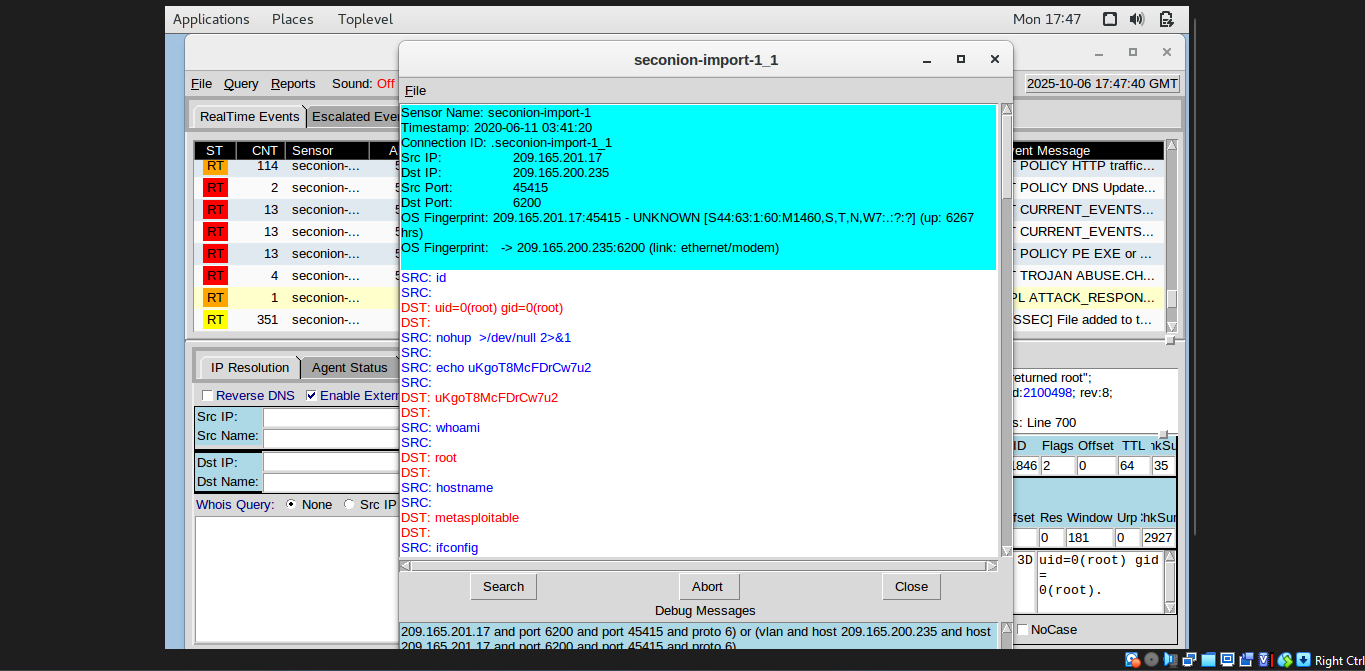 Applications Places Toplevel Mon 17:47
seconion-import-1_1
File Query Reports Sound: Off 2025-10-06 17:47:40 GMT
File
RealTime Events Escalated Eve
ST CNT Sensor A vent Message
RT 114 seconion-... 5 T POLICY HTTP traffic...
RT 2 seconion-... 5 T POLICY DNS Update...
RT 13 seconion-... 5 T CURRENT_EVENTS...
RT 13 seconion-... 5 T CURRENT_EVENTS...
RT 13 seconion-... 5 T POLICY PE EXE or ...
RT 4 seconion-... 5 T TROJAN ABUSE.CH...
RT 1 seconion-... PL ATTACK_RESPON...
RT 351 seconion-... SSEC] File added to t...
Sensor Name: seconion-import-1
Timestamp: 2020-06-11 03:41:20
Connection ID: .seconion-import-1_1
Src IP: 209.165.201.17
Dst IP: 209.165.200.235
Src Port: 45415
Dst Port: 6200
OS Fingerprint: 209.165.201.17:45415 - UNKNOWN [S44:63:1:60:M1460,S,T,N,W7:.:?:?] (up: 6267
hrs)
OS Fingerprint: -> 209.165.200.235:6200 (link: ethernet/modem)
SRC: id
SRC:
DST: uid=0(root) gid=0(root)
DST:
SRC: nohup >/dev/null 2>&1
SRC:
SRC: echo uKgoT8McFDrCw7u2
SRC:
DST: uKgoT8McFDrCw7u2
DST:
SRC: whoami
SRC:
DST: root
DST:
SRC: hostname
SRC:
DST: metasploitable
DST:
SRC: ifconfig
Search Abort Close
Debug Messages
209.165.201.17 and port 6200 and port 45415 and proto 6) or (vlan and host 209.165.200.235 and host
209.165.201.17 and port 6200 and port 45415 and proto 6)
IP Resolution Agent Status
Reverse DNS Enable Extern
Src IP:
Src Name:
Dst IP:
Dst Name:
Whois Query: None Src IP
returned root";
d:2100498; rev:8;
s: Line 700
ID Flags Offset TTL hkSu
1846 2 0 64 35
fset Res Window Urp hkSum
0 181 0 2927
3D uid=0(root) gid
=
0(root).
NoCase
Right Ctrl